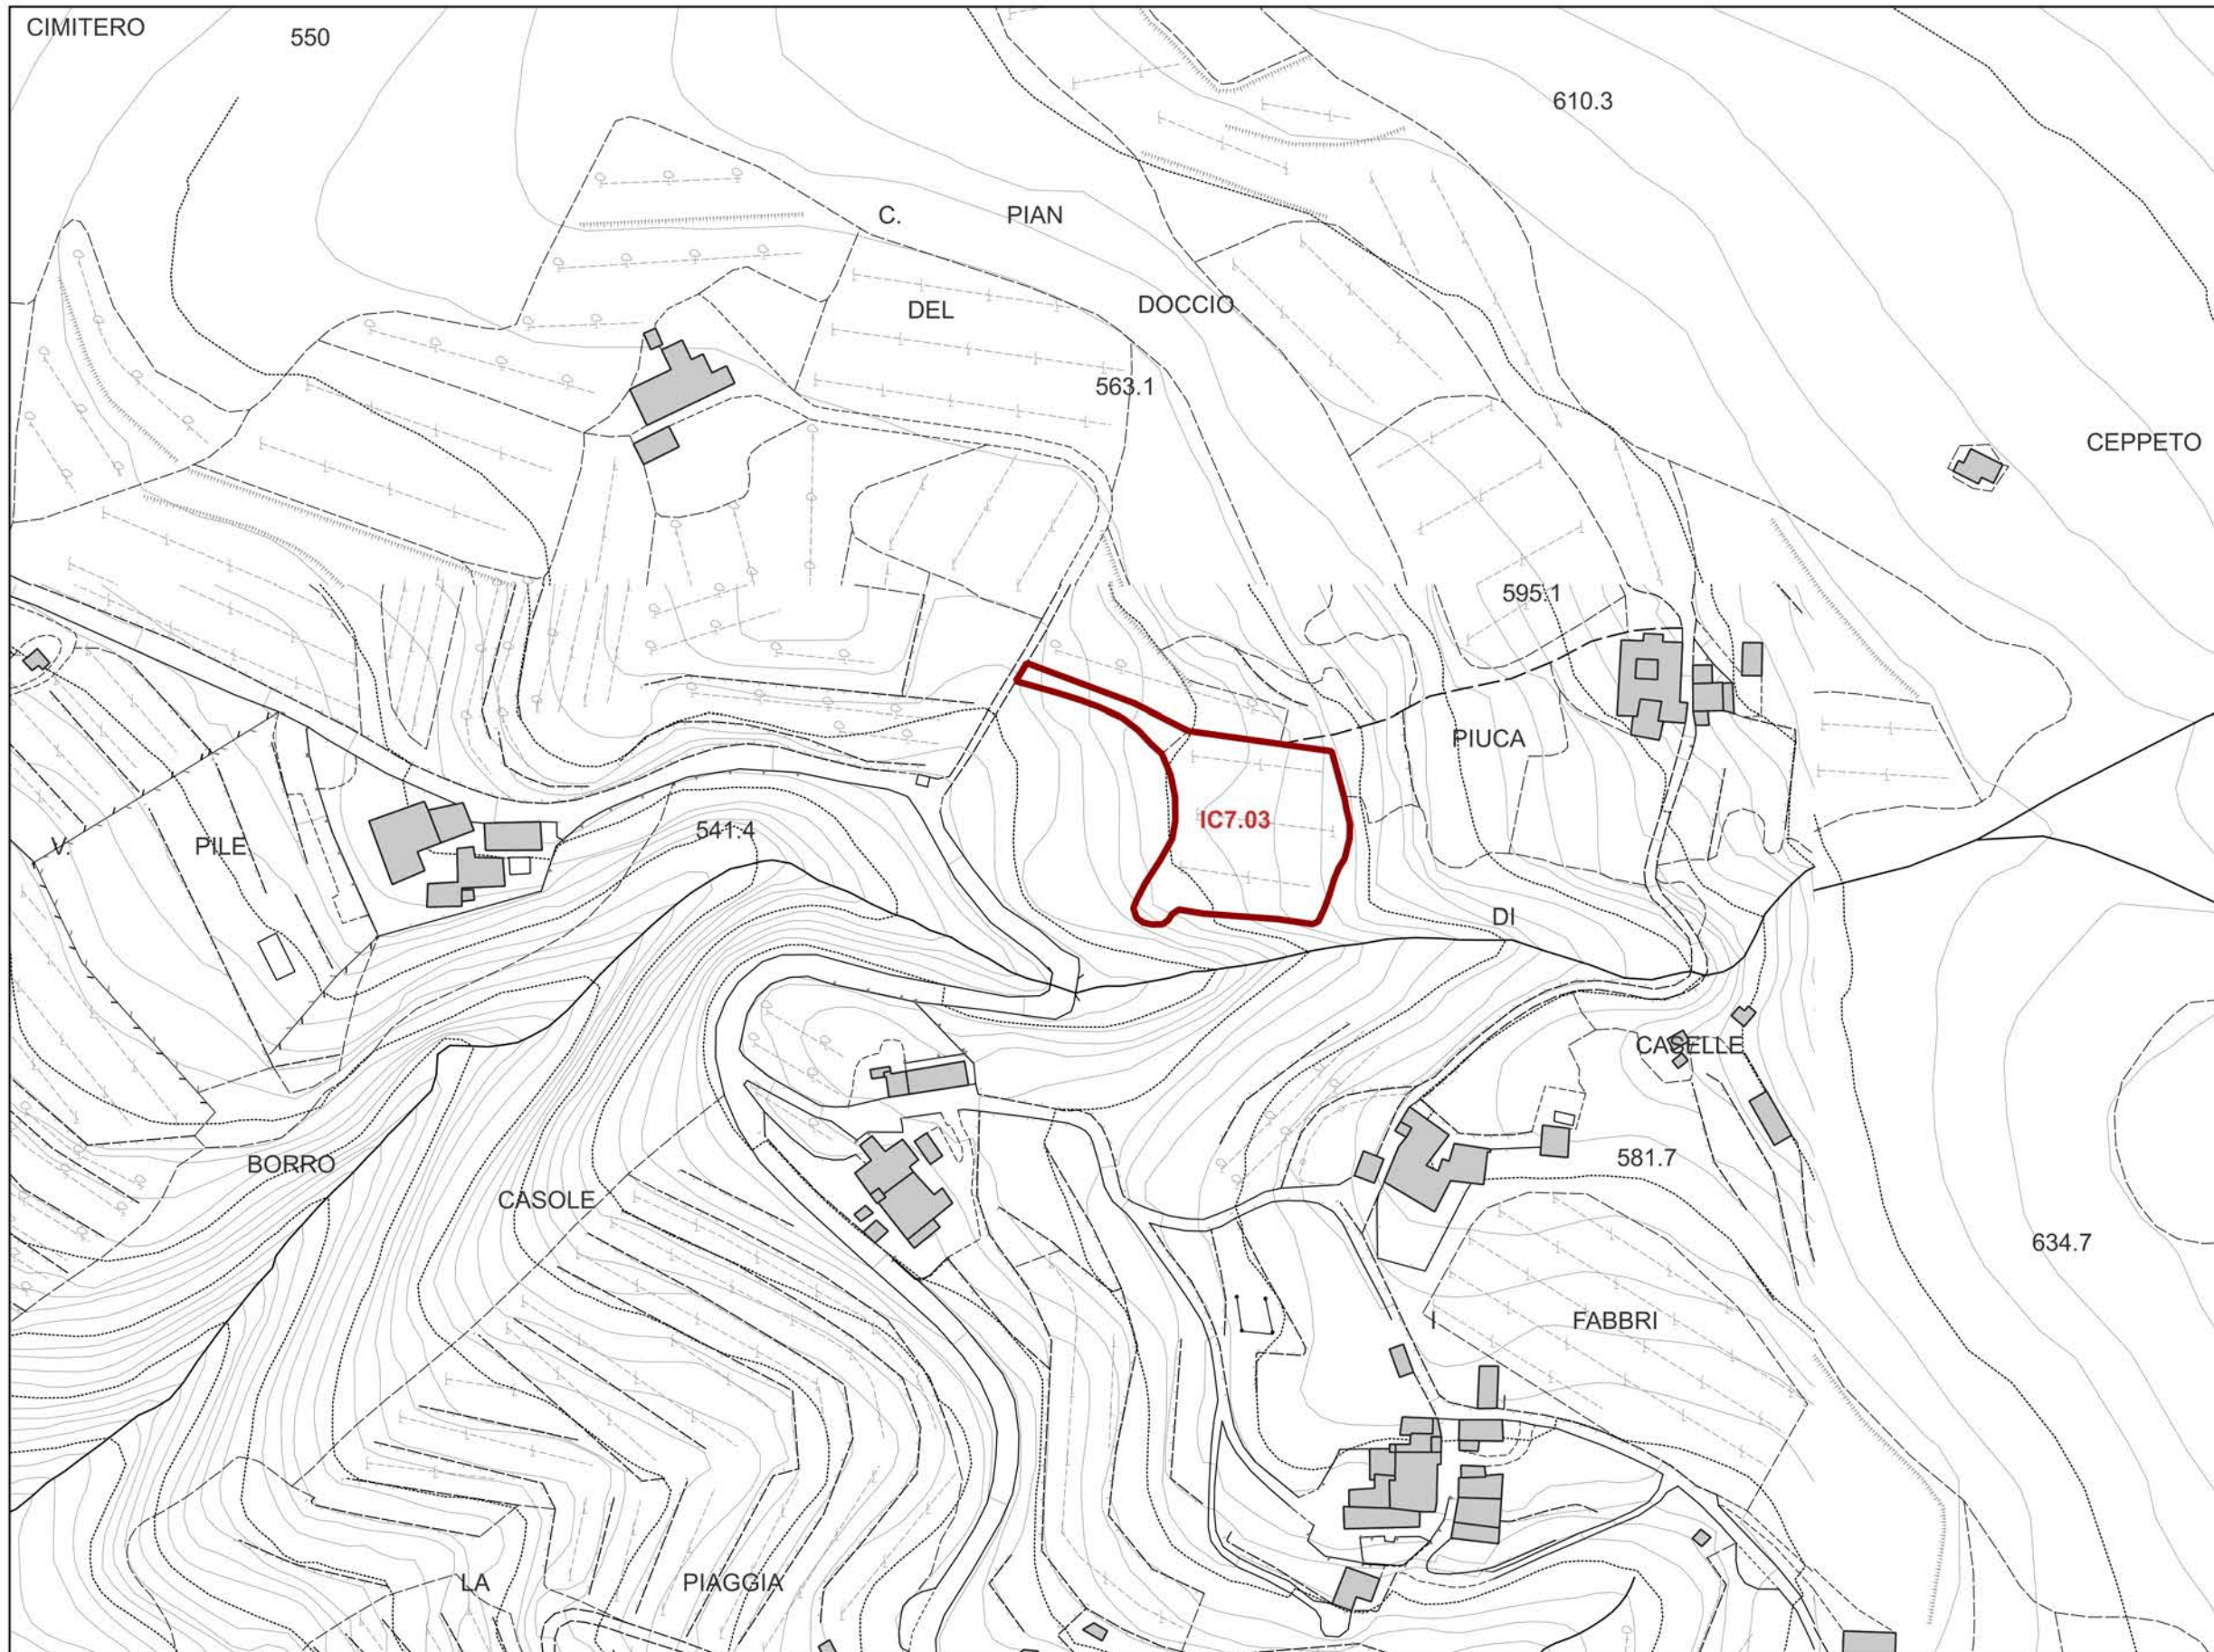 CIMITERO
550
610.3
C. PIAN
DEL DOCCIO
563.1
CEPPETO
595.1
PIUCA
IC7.03
541.4
V. PILE
DI
CASELLE
BORRO
581.7
CASOLE
634.7
I FABBRI
LA PIAGGIA